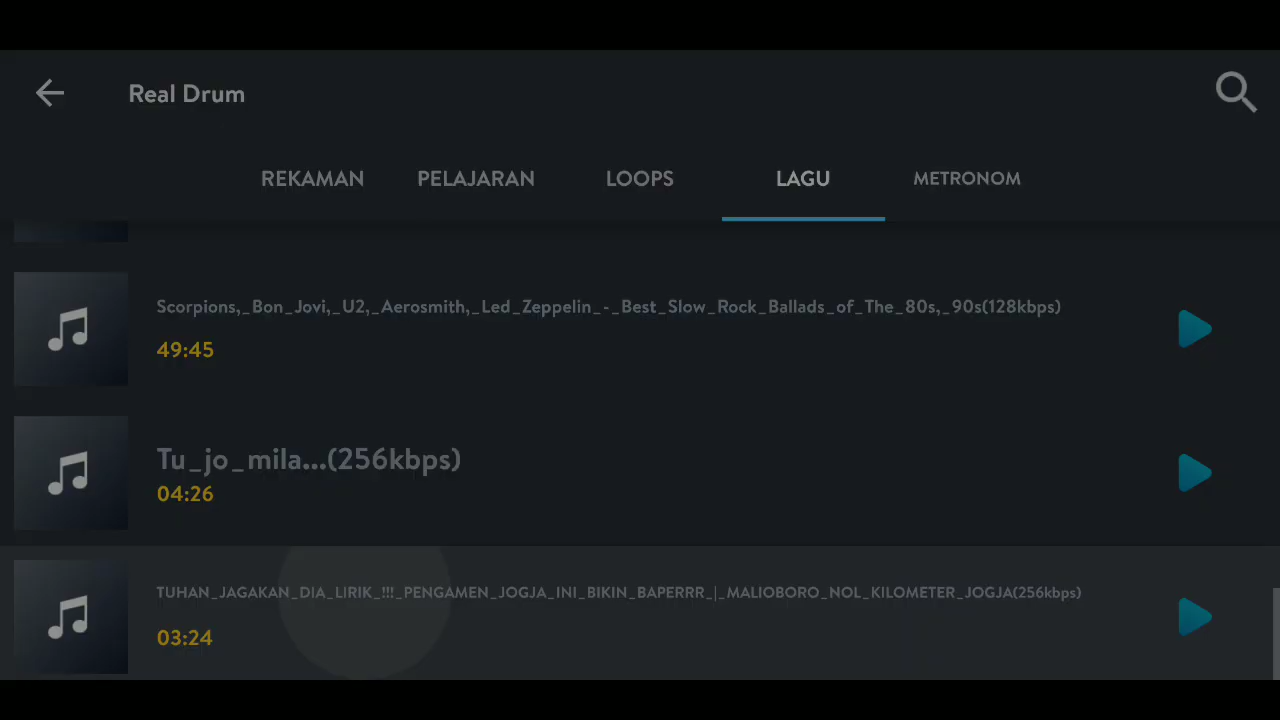 Real Drum
REKAMAN PELAJARAN LOOPS LAGU METRONOM
Scorpions,_Bon_Jovi,_U2,_Aerosmith,_Led_Zeppelin_-_Best_Slow_Rock_Ballads_of_The_80s,_90s(128kbps)
49:45
Tu_jo_mila...(256kbps)
04:26
TUHAN_JAGAKAN_DIA_LIRIK_!!!_PENGAMEN_JOGJA_INI_BIKIN_BAPERRR_|_MALIOBORO_NOL_KILOMETER_JOGJA(256kbps)
03:24